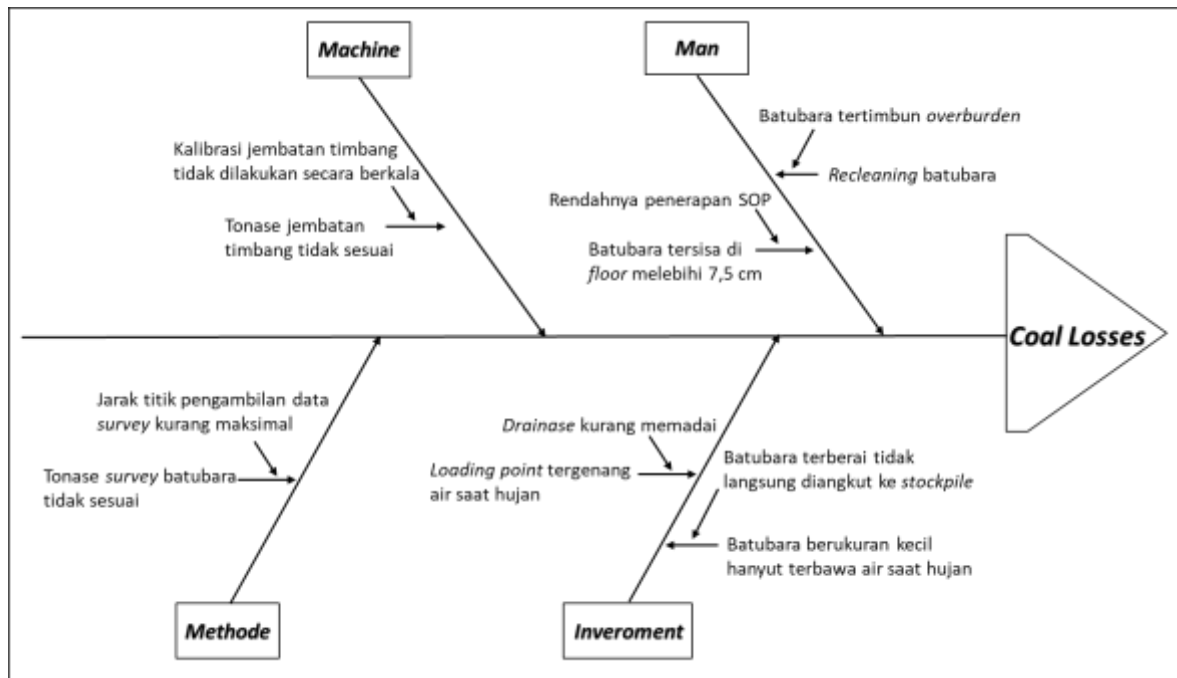 Machine
Man
Batubara tertimbun overburden
Recleaning batubara
Kalibrasi jembatan timbang
tidak dilakukan secara berkala
Tonase jembatan
timbang tidak sesuai
Rendahnya penerapan SOP
Batubara tersisa di
floor melebihi 7,5 cm
Coal Losses
Jarak titik pengambilan data
survey kurang maksimal
Tonase survey batubara
tidak sesuai
Drainase kurang memadai
Loading point tergenang
air saat hujan
Batubara terberai tidak
langsung diangkut ke stockpile
Batubara berukuran kecil
hanyut terbawa air saat hujan
Methode
Inveroment